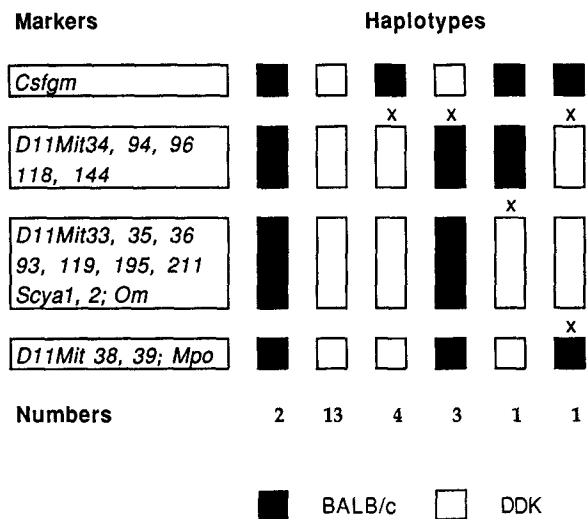 Markers Haplotypes
Csfgm
x x x
D11Mit34, 94, 96
118, 144
x
D11Mit33, 35, 36
93, 119, 195, 211
Scya1, 2; Om
x
D11Mit 38, 39; Mpo
Numbers 2 13 4 3 1 1
BALB/c DDK